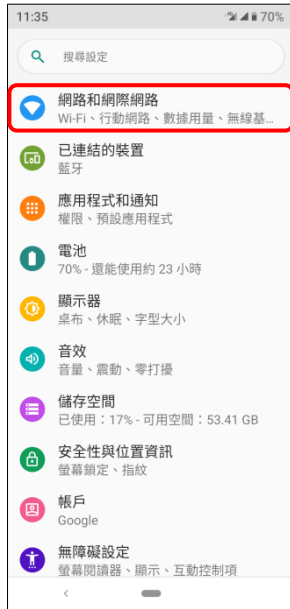 11:35
70%
搜尋設定
網路和網際網路
Wi-Fi、行動網路、數據用量、無線基...
已連結的裝置
藍牙
應用程式和通知
權限、預設應用程式
電池
70% - 還能使用約 23 小時
顯示器
桌布、休眠、字型大小
音效
音量、震動、零打擾
儲存空間
已使用：17% - 可用空間：53.41 GB
安全性與位置資訊
螢幕鎖定、指紋
帳戶
Google
無障礙設定
螢幕閱讀器、顯示、互動控制項